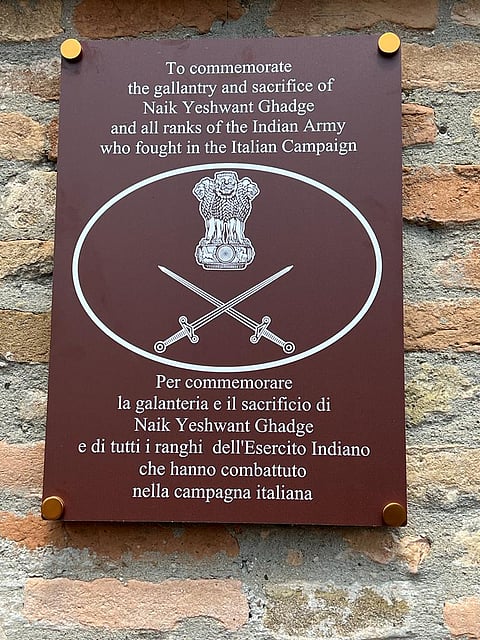 To commemorate
the gallantry and sacrifice of
Naik Yeshwant Ghadge
and all ranks of the Indian Army
who fought in the Italian Campaign
Per commemorare
la galanteria e il sacrificio di
Naik Yeshwant Ghadge
e di tutti i ranghi dell'Esercito Indiano
che hanno combattuto
nella campagna italiana